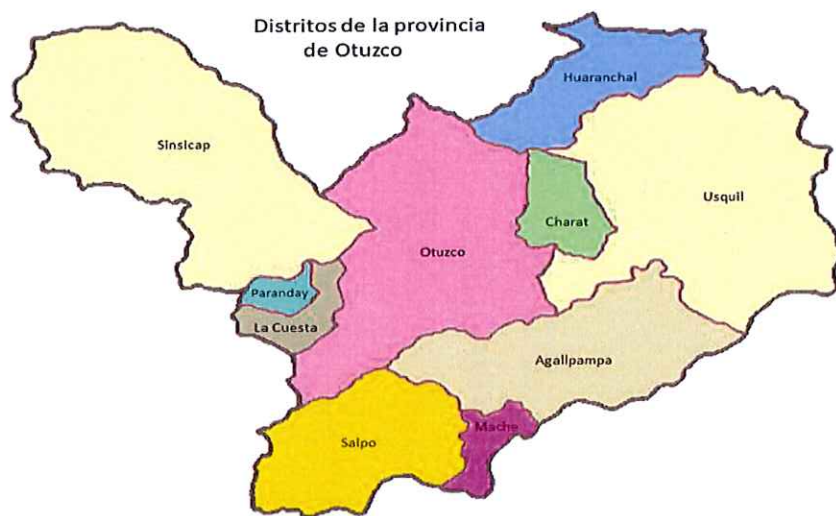 Distritos de la provincia
de Otuzco
Huaranchal
Sinsicap
Usquil
Charat
Otuzco
Paranday
La Cuesta
Agallpampa
Mache
Salpo